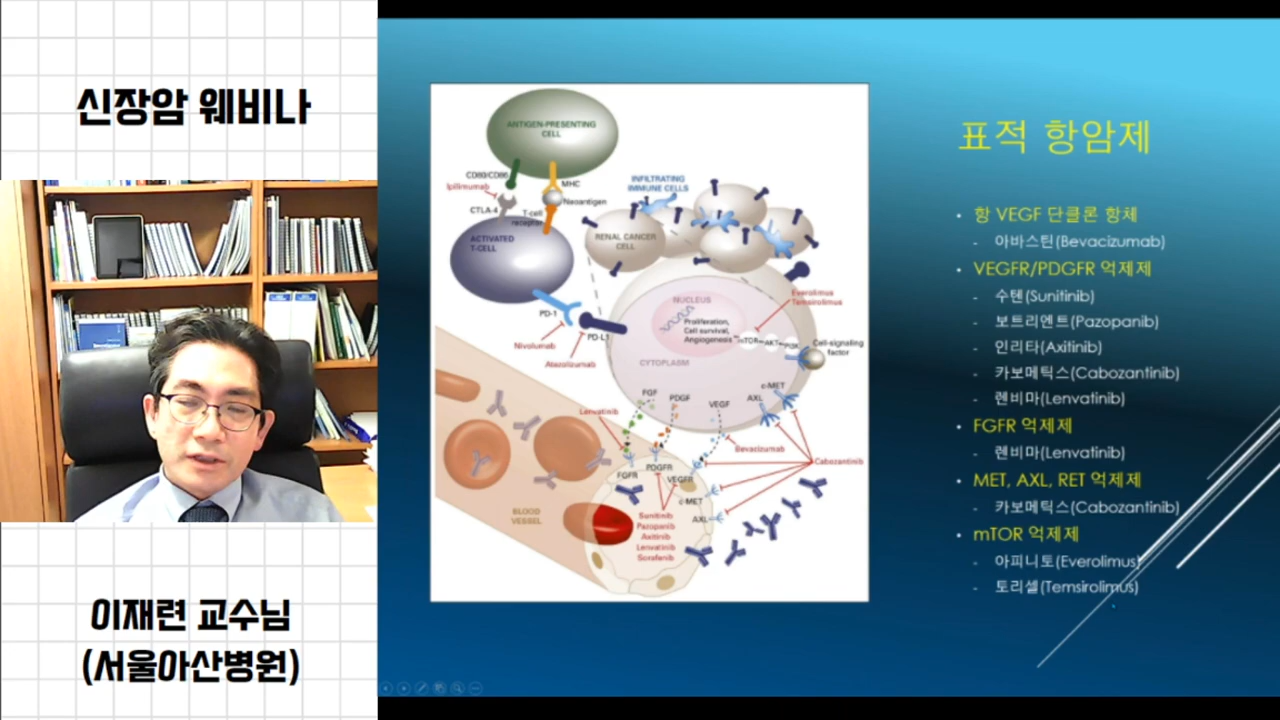 신장암 웨비나
이재련 교수님
(서울아산병원)
ANTIGEN-PRESENTING
CELL
CD80/CD86
Ipilimumab
MHC
Neoantigen
CTLA-4
T-cell
receptor
ACTIVATED
T-CELL
INFILTRATING
IMMUNE CELLS
RENAL CANCER
CELL
PD-1
PD-L1
Nivolumab
Atezolizumab
NUCLEUS
Proliferation,
Cell survival,
Angiogenesis
Everolimus
Temsirolimus
mTOR
AKT
PI3K
Cell-signaling
factor
CYTOPLASM
FGF
PDGF
VEGF
AXL
c-MET
Lenvatinib
Bevacizumab
Cabozantinib
FGFR
PDGFR
VEGFR
c-MET
AXL
BLOOD
VESSEL
Sunitinib
Pazopanib
Axitinib
Lenvatinib
Sorafenib
표적 항암제
• 항 VEGF 단클론 항체
- 아바스틴(Bevacizumab)
• VEGFR/PDGFR 억제제
- 수텐(Sunitinib)
- 보트리엔트(Pazopanib)
- 인리타(Axitinib)
- 카보메틱스(Cabozantinib)
- 렌비마(Lenvatinib)
• FGFR 억제제
- 렌비마(Lenvatinib)
• MET, AXL, RET 억제제
- 카보메틱스(Cabozantinib)
• mTOR 억제제
- 아피니토(Everolimus)
- 토리셀(Temsirolimus)